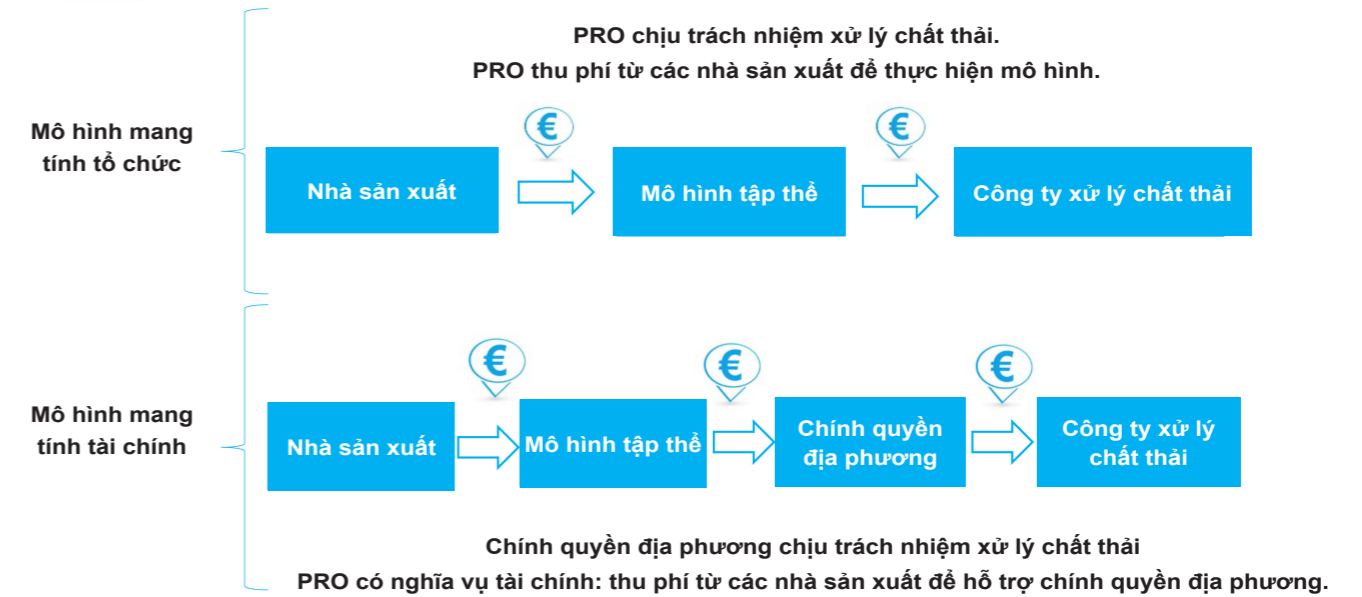 PRO chịu trách nhiệm xử lý chất thải.
PRO thu phí từ các nhà sản xuất để thực hiện mô hình.
Mô hình mang
tính tổ chức
€
€
Nhà sản xuất
Mô hình tập thể
Công ty xử lý chất thải
Mô hình mang
tính tài chính
€
€
€
Nhà sản xuất
Mô hình tập thể
Chính quyền
địa phương
Công ty xử lý
chất thải
Chính quyền địa phương chịu trách nhiệm xử lý chất thải
PRO có nghĩa vụ tài chính: thu phí từ các nhà sản xuất để hỗ trợ chính quyền địa phương.